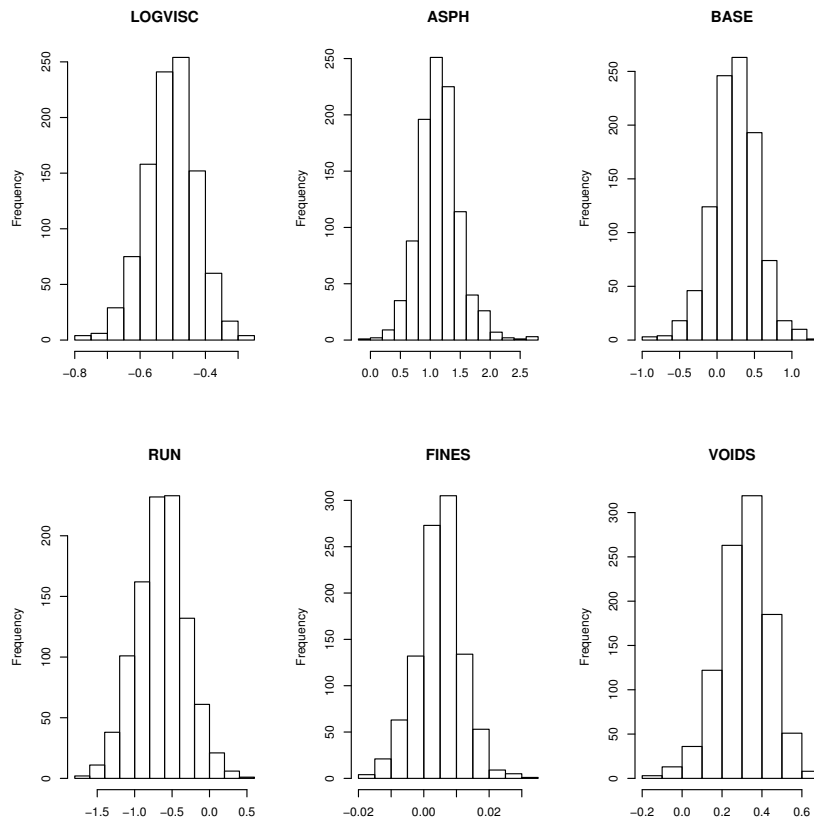 LOGVISC
Frequency
0 50 100 150 200 250
−0.8 −0.6 −0.4
ASPH
Frequency
0 50 100 150 200 250
0.0 0.5 1.0 1.5 2.0 2.5
BASE
Frequency
0 50 100 150 200 250
−1.0 −0.5 0.0 0.5 1.0
RUN
Frequency
0 50 100 150 200
−1.5 −1.0 −0.5 0.0 0.5
FINES
Frequency
0 50 100 150 200 250 300
−0.02 0.00 0.02
VOIDS
Frequency
0 50 100 150 200 250 300
−0.2 0.0 0.2 0.4 0.6